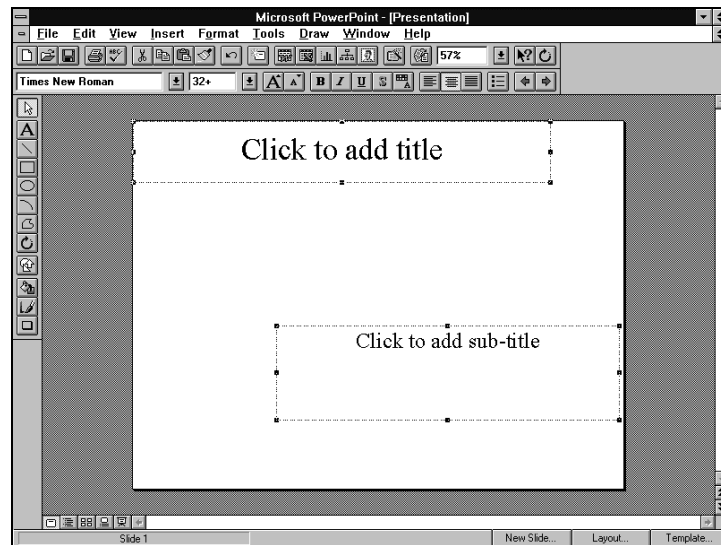 Microsoft PowerPoint - [Presentation]
File Edit View Insert Format Tools Draw Window Help
57%
Times New Roman 32+ A A B I U S
A
Click to add title
Click to add sub-title
Slide 1 New Slide... Layout... Template...